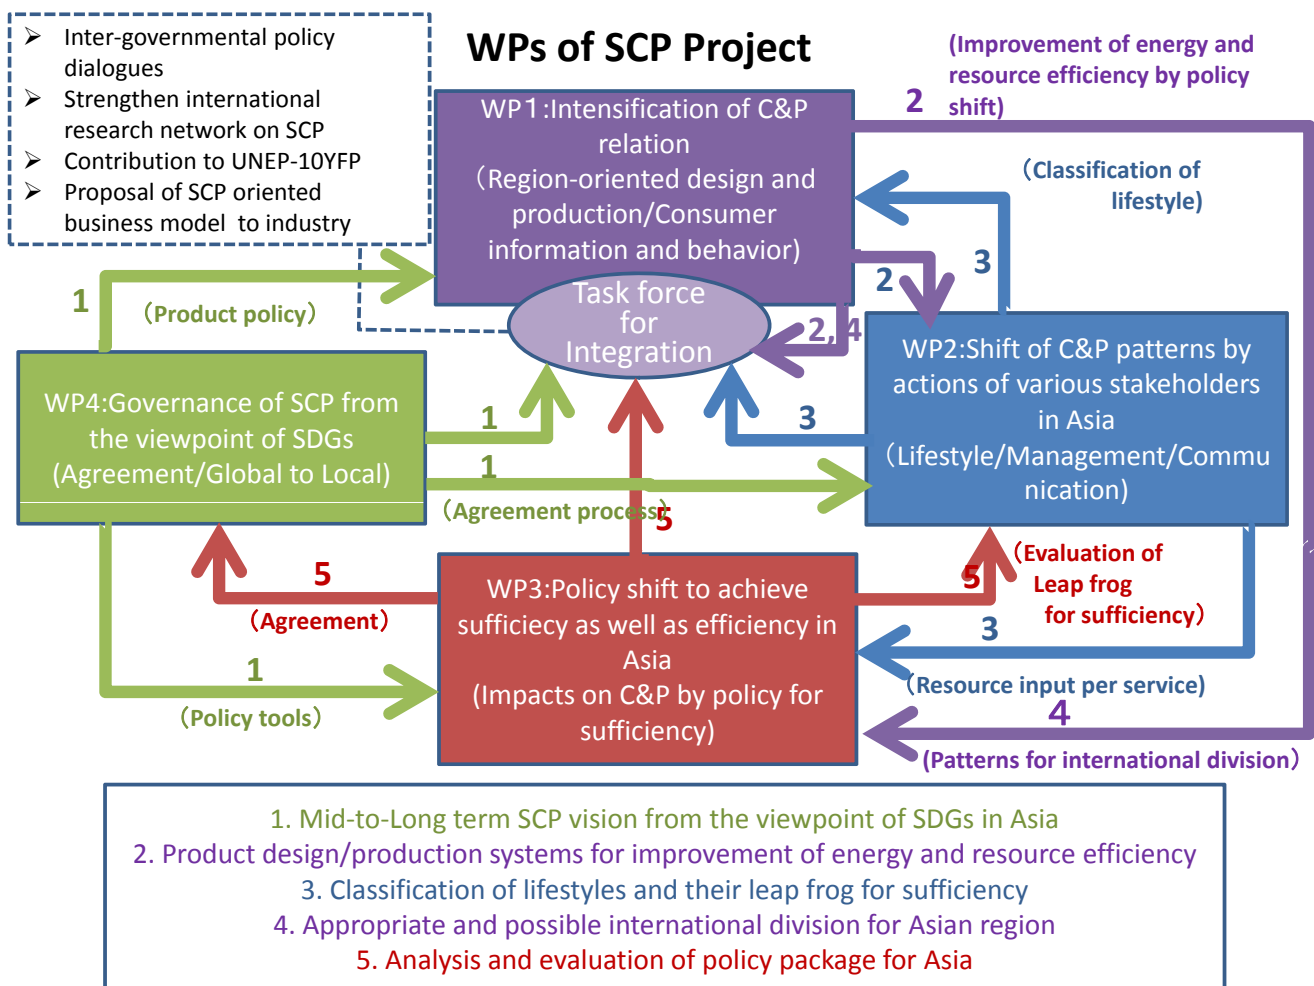 WPs of SCP Project
➢ Inter-governmental policy
dialogues
➢ Strengthen international
research network on SCP
➢ Contribution to UNEP-10YFP
➢ Proposal of SCP oriented
business model to industry
(Improvement of energy and
resource efficiency by policy
shift)
2
WP１:Intensification of C&P
relation
（Region-oriented design and
production/Consumer
information and behavior)
（Classification of
lifestyle)
3
2
1
（Product policy)
Task force
for
Integration
2, 4
WP2:Shift of C&P patterns by
actions of various stakeholders
in Asia
（Lifestyle/Management/Commu
nication)
WP4:Governance of SCP from
the viewpoint of SDGs
(Agreement/Global to Local)
1
3
1
（Agreement process）
5
5
（Agreement）
WP3:Policy shift to achieve
sufficiecy as well as efficiency in
Asia
(Impacts on C&P by policy for
sufficiency)
5
（Evaluation of
Leap frog
for sufficiency）
3
（Resource input per service)
1
（Policy tools）
4
(Patterns for international division）
1. Mid-to-Long term SCP vision from the viewpoint of SDGs in Asia
2. Product design/production systems for improvement of energy and resource efficiency
3. Classification of lifestyles and their leap frog for sufficiency
4. Appropriate and possible international division for Asian region
5. Analysis and evaluation of policy package for Asia